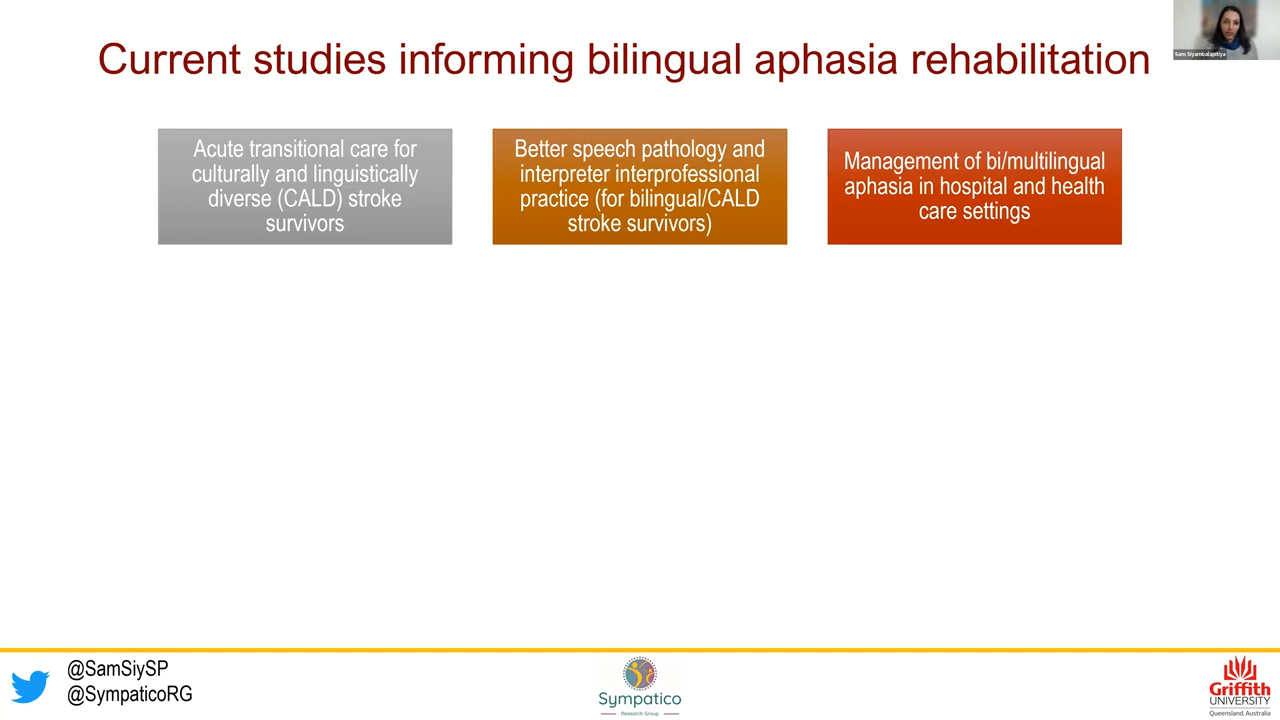 Current studies informing bilingual aphasia rehabilitation
Sam Siyambalapitiya
Acute transitional care for
culturally and linguistically
diverse (CALD) stroke
survivors
Better speech pathology and
interpreter interprofessional
practice (for bilingual/CALD
stroke survivors)
Management of bi/multilingual
aphasia in hospital and health
care settings
@SamSiySP
@SympaticoRG
Sympatico
Research Group
Griffith
UNIVERSITY
Queensland, Australia